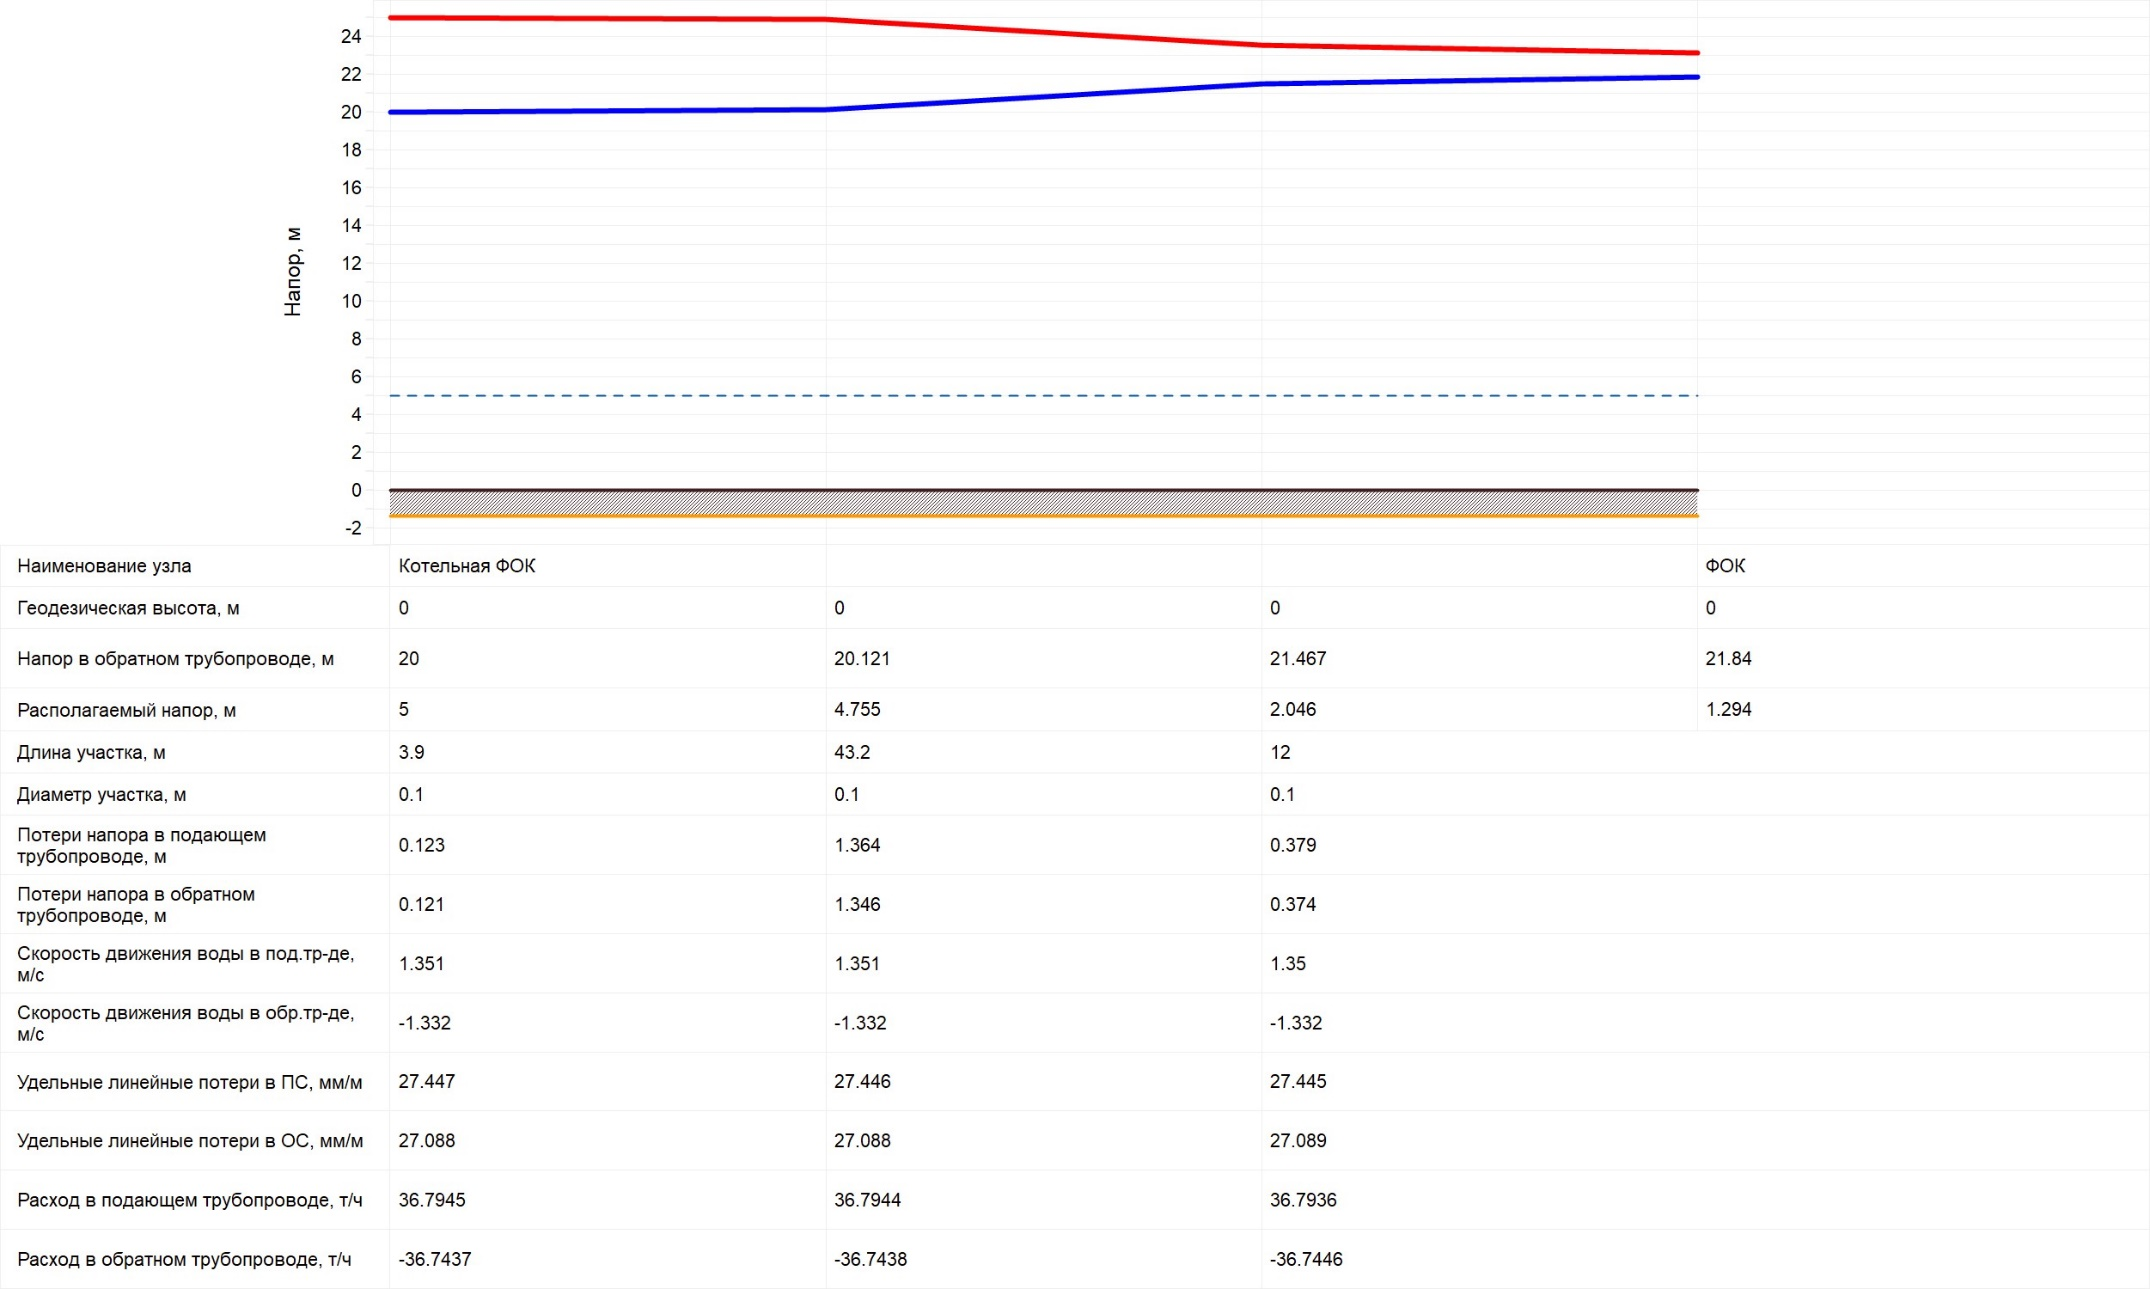 24
22
20
18
16
14
12
10
8
6
4
2
0
-2
Напор, м
Наименование узла Котельная ФОК ФОК
Геодезическая высота, м 0 0 0 0
Напор в обратном трубопроводе, м 20 20.121 21.467 21.84
Располагаемый напор, м 5 4.755 2.046 1.294
Длина участка, м 3.9 43.2 12
Диаметр участка, м 0.1 0.1 0.1
Потери напора в подающем
трубопроводе, м 0.123 1.364 0.379
Потери напора в обратном
трубопроводе, м 0.121 1.346 0.374
Скорость движения воды в под.тр-де,
м/с 1.351 1.351 1.35
Скорость движения воды в обр.тр-де,
м/с -1.332 -1.332 -1.332
Удельные линейные потери в ПС, мм/м 27.447 27.446 27.445
Удельные линейные потери в ОС, мм/м 27.088 27.088 27.089
Расход в подающем трубопроводе, т/ч 36.7945 36.7944 36.7936
Расход в обратном трубопроводе, т/ч -36.7437 -36.7438 -36.7446